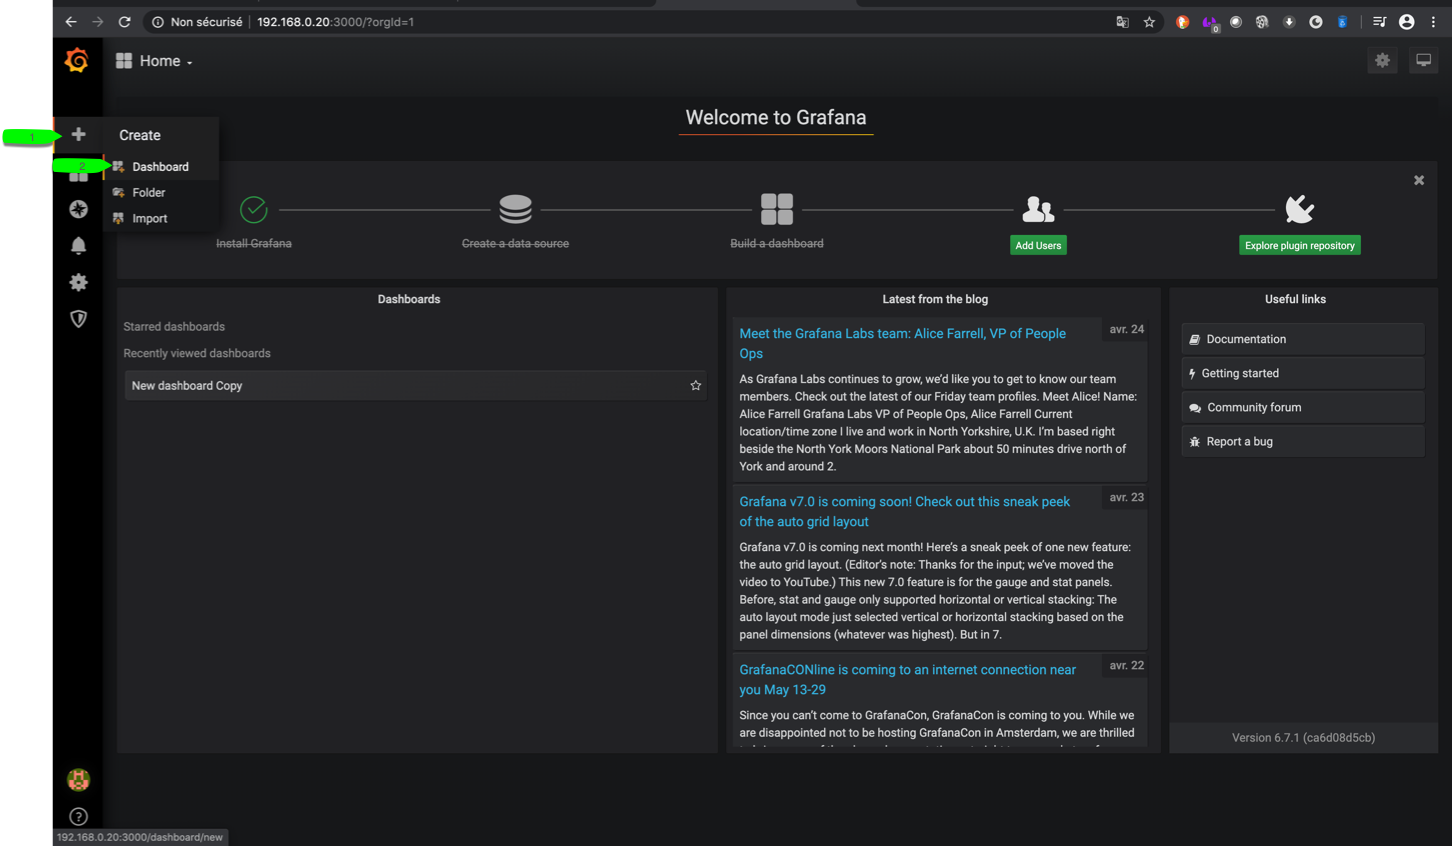 Non sécurisé | 192.168.0.20:3000/?orgId=1
0
Home
Welcome to Grafana
1
Create
2
Dashboard
Folder
Import
Install Grafana
Create a data source
Build a dashboard
Add Users
Explore plugin repository
Dashboards
Starred dashboards
Recently viewed dashboards
New dashboard Copy
Latest from the blog
Meet the Grafana Labs team: Alice Farrell, VP of People
Ops
avr. 24
As Grafana Labs continues to grow, we'd like you to get to know our team
members. Check out the latest of our Friday team profiles. Meet Alice! Name:
Alice Farrell Grafana Labs VP of People Ops, Alice Farrell Current
location/time zone I live and work in North Yorkshire, U.K. I'm based right
beside the North York Moors National Park about 50 minutes drive north of
York and around 2.
Grafana v7.0 is coming soon! Check out this sneak peek
of the auto grid layout
avr. 23
Grafana v7.0 is coming next month! Here's a sneak peek of one new feature:
the auto grid layout. (Editor's note: Thanks for the input; we've moved the
video to YouTube.) This new 7.0 feature is for the gauge and stat panels.
Before, stat and gauge only supported horizontal or vertical stacking: The
auto layout mode just selected vertical or horizontal stacking based on the
panel dimensions (whatever was highest). But in 7.
GrafanaCONline is coming to an internet connection near
you May 13-29
avr. 22
Since you can't come to GrafanaCon, GrafanaCon is coming to you. While we
are disappointed not to be hosting GrafanaCon in Amsterdam, we are thrilled
Useful links
Documentation
Getting started
Community forum
Report a bug
Version 6.7.1 (ca6d08d5cb)
192.168.0.20:3000/dashboard/new